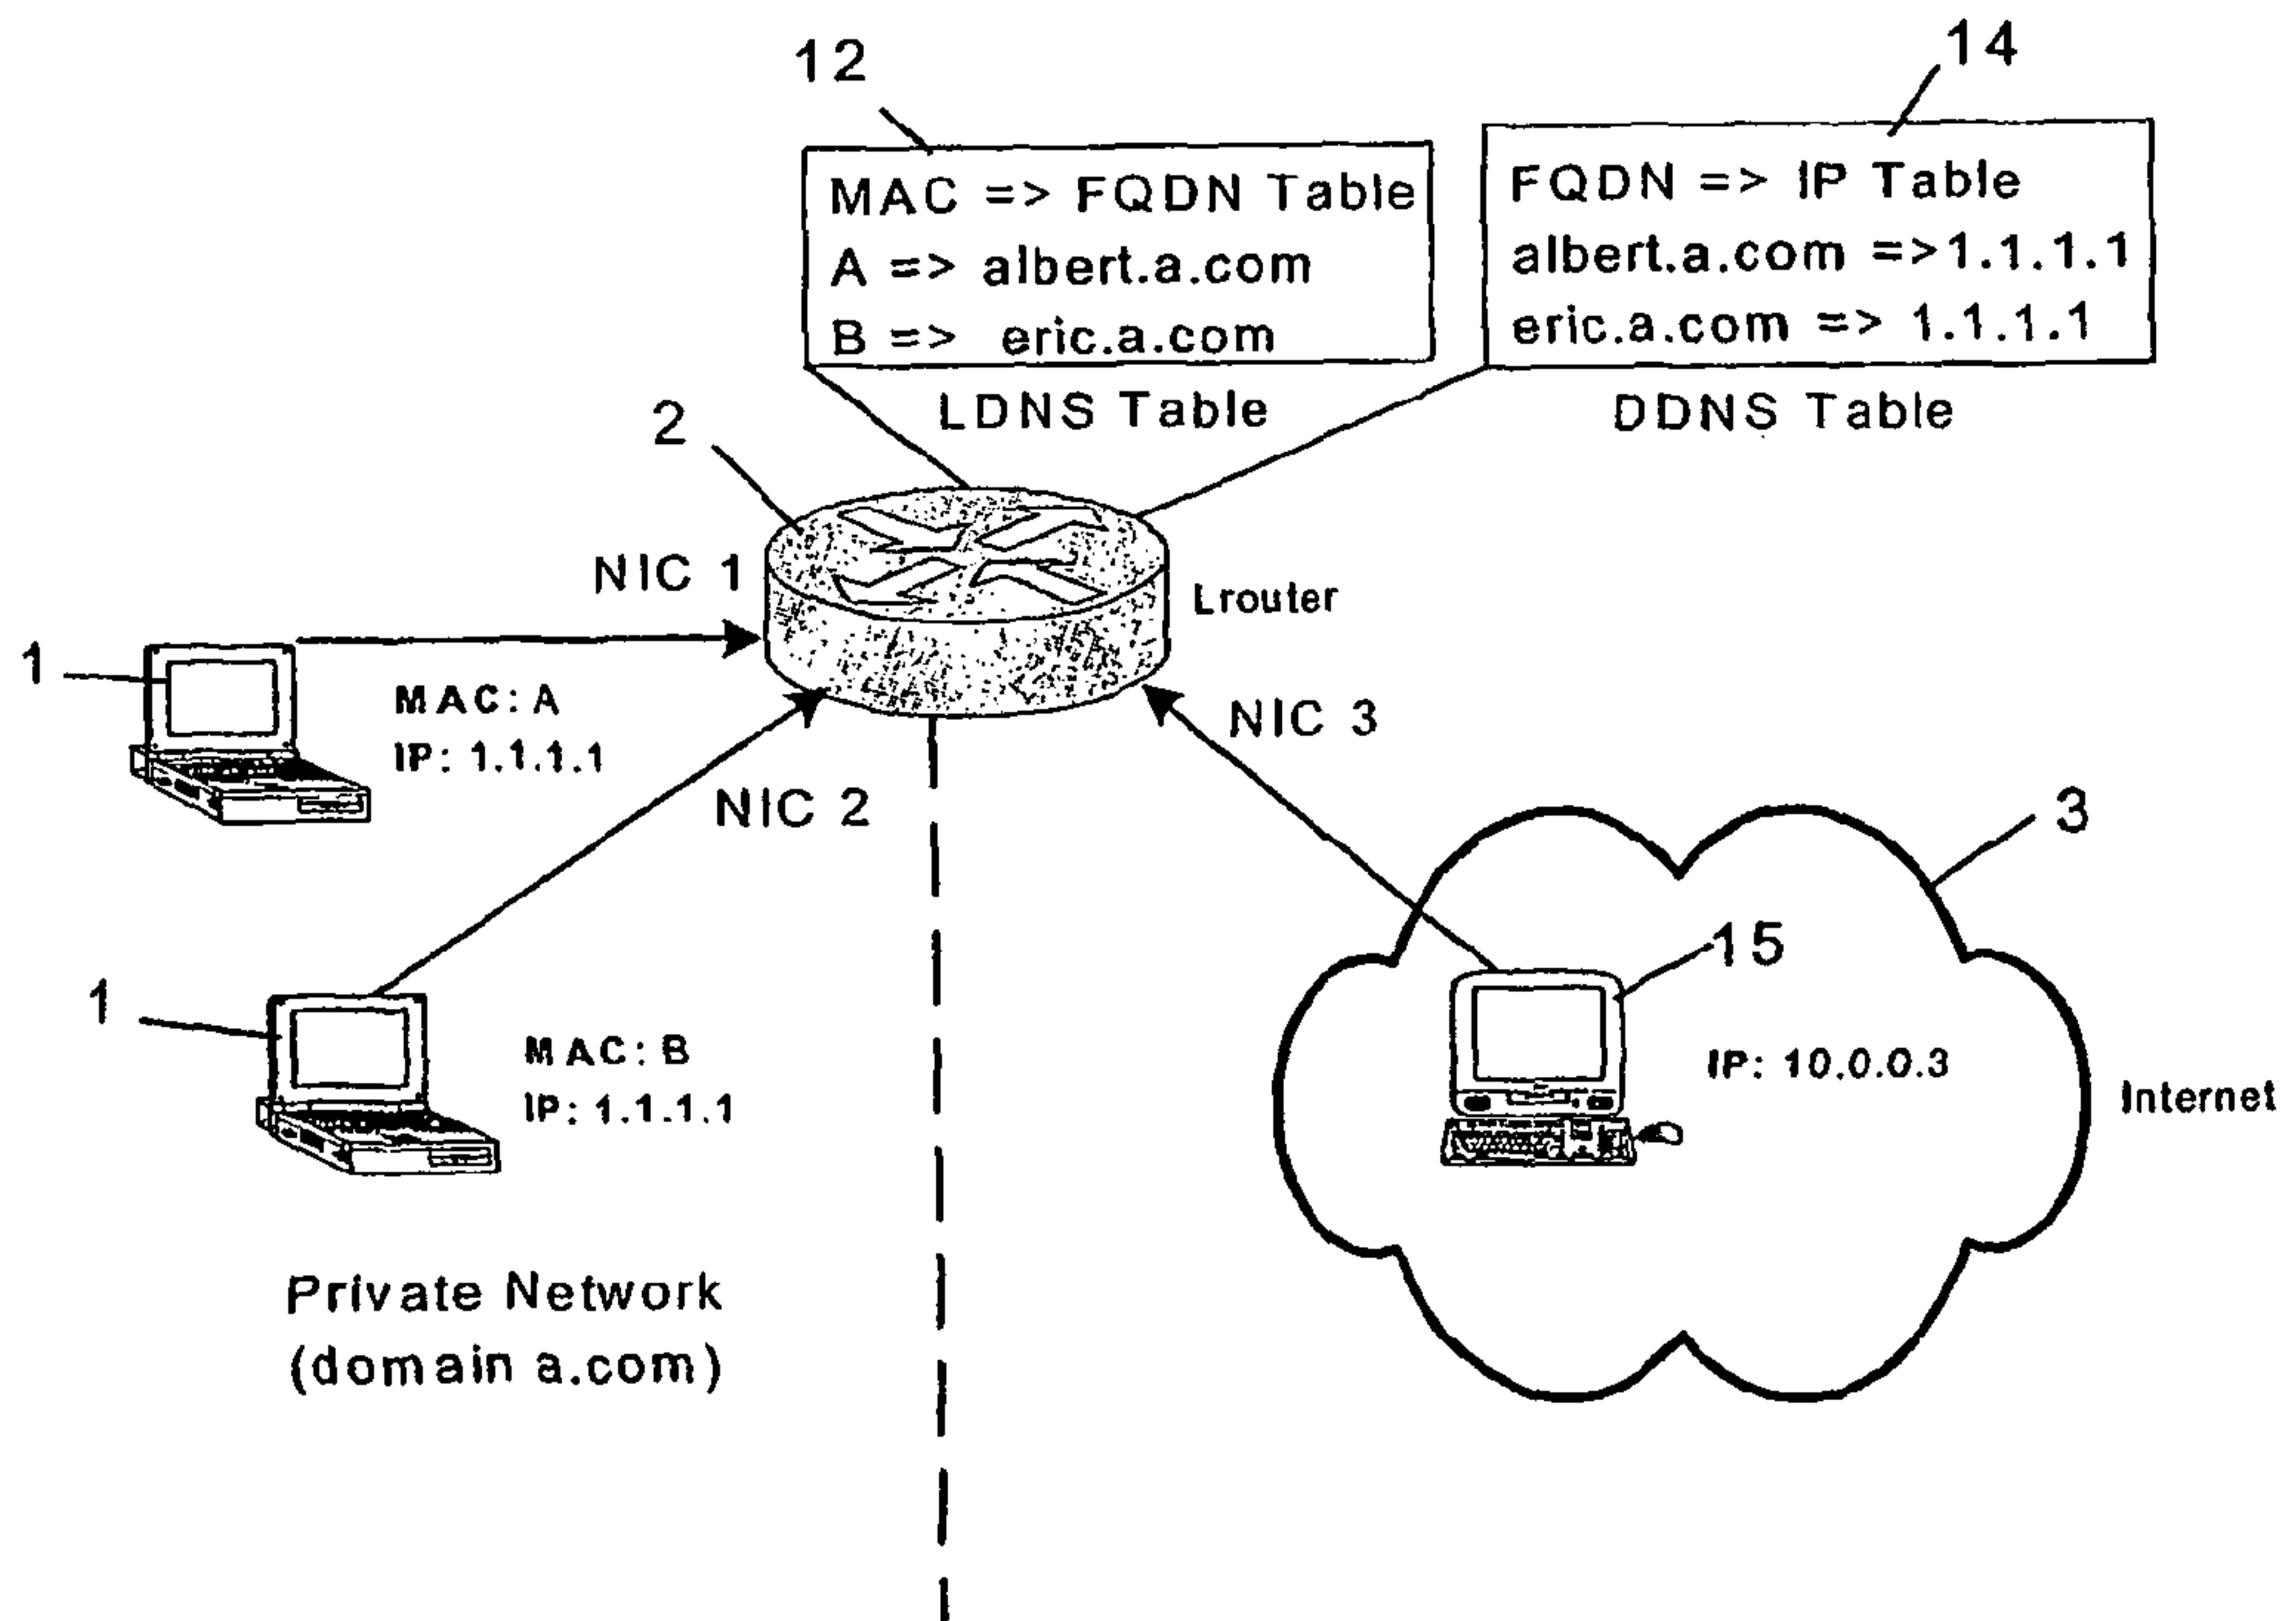 12
14
MAC => FQDN Table
A => albert.a.com
B => eric.a.com
FQDN => IP Table
albert.a.com =>1.1.1.1
eric.a.com => 1.1.1.1
LDNS Table
DDNS Table
2
NIC 1
Lrouter
1
MAC: A
IP: 1.1.1.1
NIC 3
NIC 2
3
15
1
MAC: B
IP: 1.1.1.1
IP: 10.0.0.3
Internet
Private Network
(domain a.com)